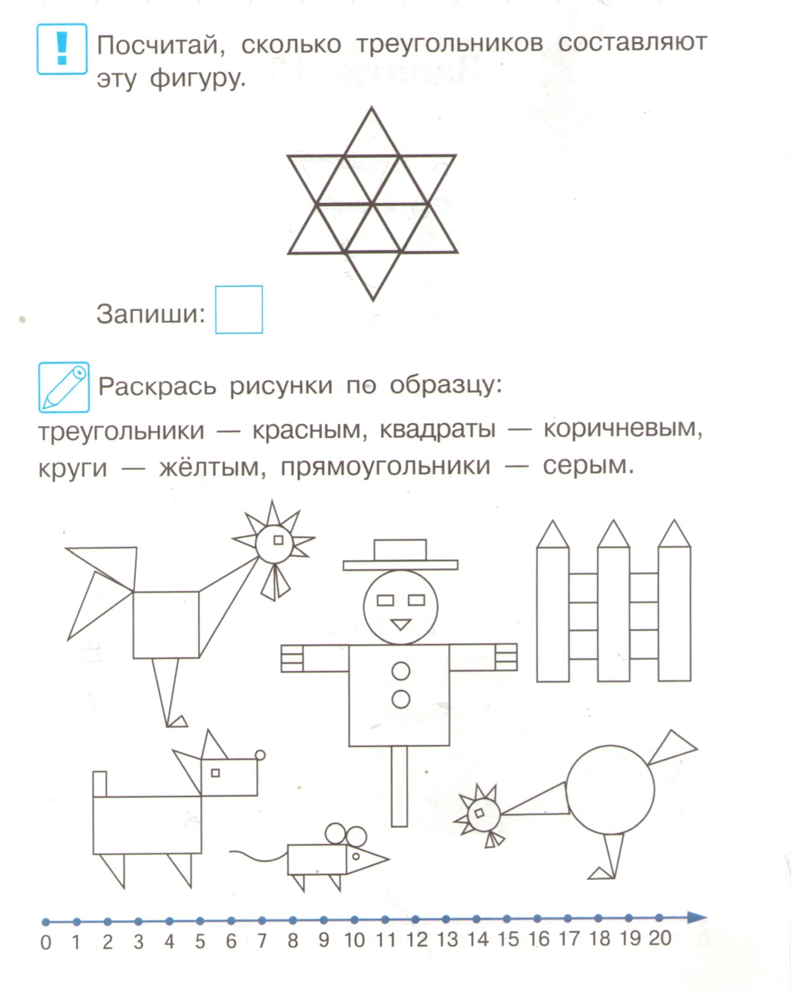 ! Посчитай, сколько треугольников составляют
эту фигуру.
Запиши:
Раскрась рисунки по образцу:
треугольники — красным, квадраты — коричневым,
круги — жёлтым, прямоугольники — серым.
0 1 2 3 4 5 6 7 8 9 10 11 12 13 14 15 16 17 18 19 20